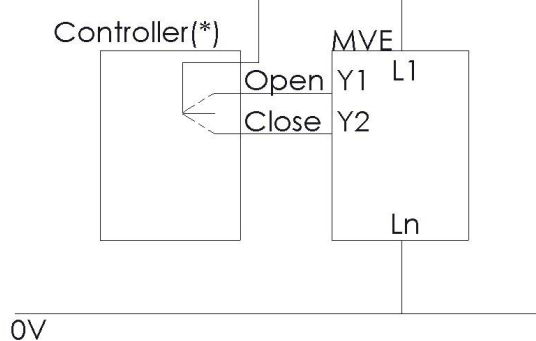 Controller(*)
MVE
Open Y1 L1
Close Y2
Ln
0V